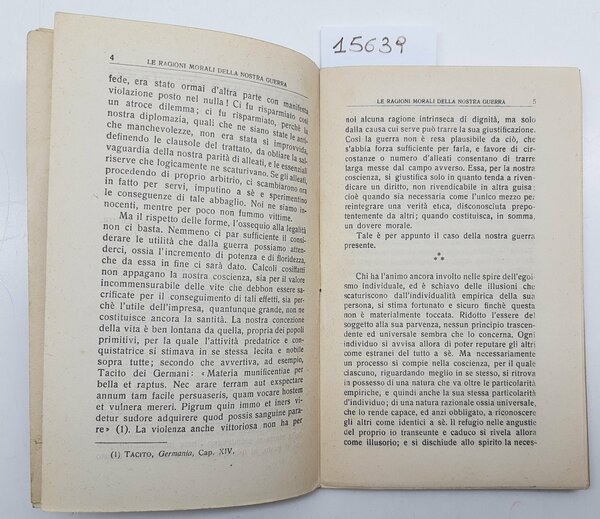 15639
4
LE RAGIONI MORALI DELLA NOSTRA GUERRA
fede, era stato ormai d'altra parte con manifesta
violazione posto nel nulla! Ci fu risparmiato così
un atroce dilemma; ci fu risparmiato, perchè la
nostra diplomazia, quali che ne siano state le anti-
che manchevolezze, non era stata sì improvvida,
definendo le clausole del trattato, da obliare la sal-
vaguardia della nostra parità di alleati, e le essenziali
riserve che logicamente ne scaturivano. Se gli alleati,
procedendo di proprio arbitrio, ci scambiarono ora
in fatto per servi, imputino a sè e sperimentino
le conseguenze di tale abbaglio. Noi ne siamo in-
nocenti, mentre per poco non fummo vittime.
Ma il rispetto delle forme, l'ossequio alla legalità
non ci basta. Nemmeno ci par sufficiente il consi-
derare le utilità che dalla guerra possiamo atten-
derci, ossia l'incremento di potenza e di floridezza,
che da essa in fine ci sarà dato. Calcoli cosiffatti
non appagano la nostra coscienza, sia per il valore
incommensurabile delle vite che debbon essere sa-
crificate per il conseguimento di tali effetti, sia per-
chè l'utile dell'impresa, quantunque grande, non ne
costituisce ancora la santità. La nostra concezione
della vita è ben lontana da quella, propria dei popoli
primitivi, per la quale l'attività predatrice e con-
quistatrice si stimava in se stessa lecita e nobile
sopra tutte; secondo che avvertiva, ad esempio,
Tacito dei Germani: «Materia munificentiae per
bella et raptus. Nec arare terram aut exspectare
annum tam facile persuaseris, quam vocare hostem
et vulnera mereri. Pigrum quin immo et iners vi-
detur sudore adquirere quod possis sanguine para-
re» (1). La violenza anche vittoriosa non ha per
(1) TACITO, Germania, Cap. XIV.
LE RAGIONI MORALI DELLA NOSTRA GUERRA
5
noi alcuna ragione intrinseca di dignità, ma solo
dalla causa cui serve può trarre la sua giustificazione.
Così la guerra non è resa plausibile da ciò, che
s'abbia forza sufficiente per farla, e favore di cir-
costanze o numero d'alleati consentano di trarre
larga messe dal campo avverso. Essa, per la nostra
coscienza, si giustifica solo in quanto tenda a rivendi-
care un diritto, non rivendicabile in altra guisa;
cioè quando sia necessaria come l'unico mezzo per
reintegrare una verità etica, disconosciuta prepo-
tentemente da altri; quando costituisca, in somma,
un dovere morale.
Tale è per appunto il caso della nostra guerra
presente.
Chi ha l'animo ancora involto nelle spire dell'ego-
ismo individuale, ed è schiavo delle illusioni che
scaturiscono dall'individualità empirica della sua
persona, si stima fortunato e sicuro finchè questa
non è materialmente toccata. Ridotto l'essere del
soggetto alla sua parvenza, nessun principio trascen-
dente ed universale sembra che lo concerna. Ogni
individuo si avvisa allora di poter reputare gli altri
come estranei del tutto a sè. Ma necessariamente
un processo si compie nella coscienza, per il quale
ciascuno, riguardando meglio in se stesso, si ritrova
in possesso di una natura che va oltre le particolarità
empiriche, e quindi anche la sua stessa particolarità
d'individuo; di una natura razionale ossia universale,
che lo rende capace, ed anzi obbligato, a riconoscere
gli altri come identici a sè. Il refugio nelle angustie
del proprio io transeunte e caduco si rivela allora
come illusorio; e si dischiude allo spirito la neces-